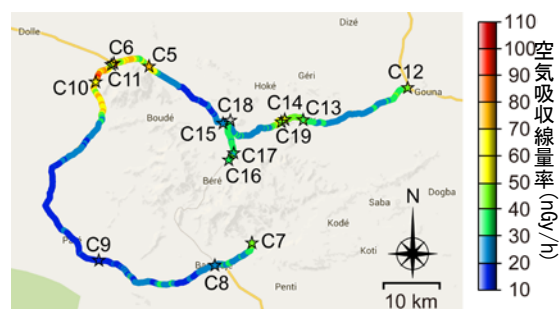 Dolle
Dizé
110
100
90
80
70
60
50
40
30
20
10
空気吸収線量率 (nGy/h)
C6
C5
C11
C10
C12
Gouna
Géri
Hoké
C14
C13
C18
C15
C19
Boudé
C17
C16
Béré
N
Dogba
Saba
Kodé
Koti
C7
C9
C8
Penti
10 km